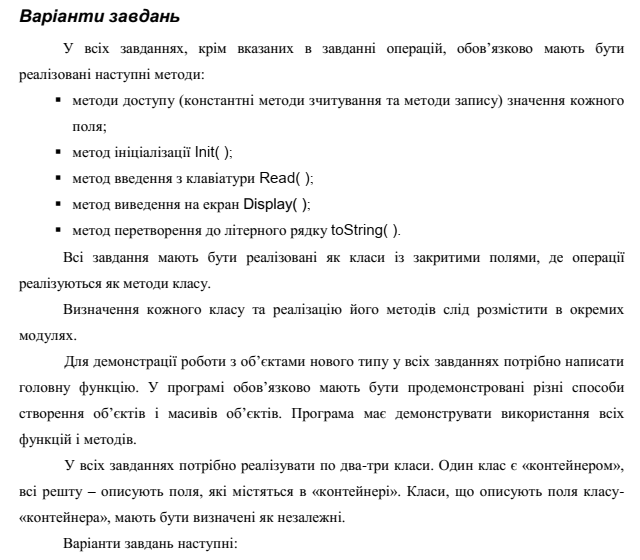 Варіанти завдань
У всіх завданнях, крім вказаних в завданні операцій, обов’язково мають бути
реалізовані наступні методи:
▪ методи доступу (константні методи зчитування та методи запису) значення кожного
поля;
▪ метод ініціалізації Init( );
▪ метод введення з клавіатури Read( );
▪ метод виведення на екран Display( );
▪ метод перетворення до літерного рядку toString( ).
Всі завдання мають бути реалізовані як класи із закритими полями, де операції
реалізуються як методи класу.
Визначення кожного класу та реалізацію його методів слід розмістити в окремих
модулях.
Для демонстрації роботи з об’єктами нового типу у всіх завданнях потрібно написати
головну функцію. У програмі обов’язково мають бути продемонстровані різні способи
створення об’єктів і масивів об’єктів. Програма має демонструвати використання всіх
функцій і методів.
У всіх завданнях потрібно реалізувати по два-три класи. Один клас є «контейнером»,
всі решту – описують поля, які містяться в «контейнері». Класи, що описують поля класу-
«контейнера», мають бути визначені як незалежні.
Варіанти завдань наступні: